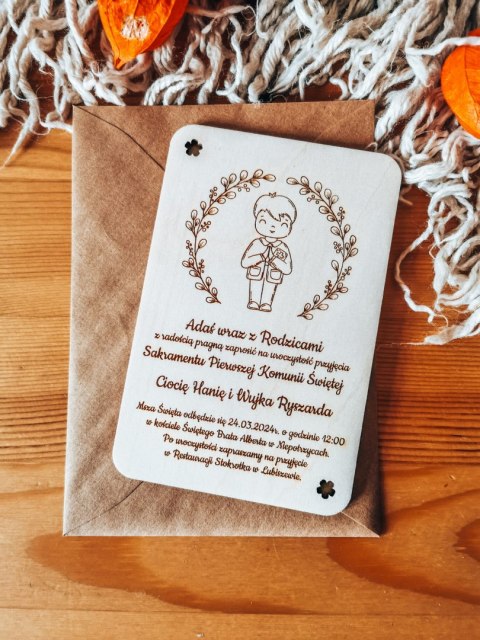 Adaś wraz z Rodzicami
z radością pragną zaprosić na uroczystość przyjęcia
Sakramentu Pierwszej Komunii Świętej
Ciocię Hanię i Wujka Ryszarda
Msza Święta odbędzie się 24.03.2024r. o godzinie 12:00
w kościele Świętego Brata Alberta w Niepołrzycach.
Po uroczystości zapraszamy na przyjęcie
w Restauracji Stokrotka w Lubiszewie.